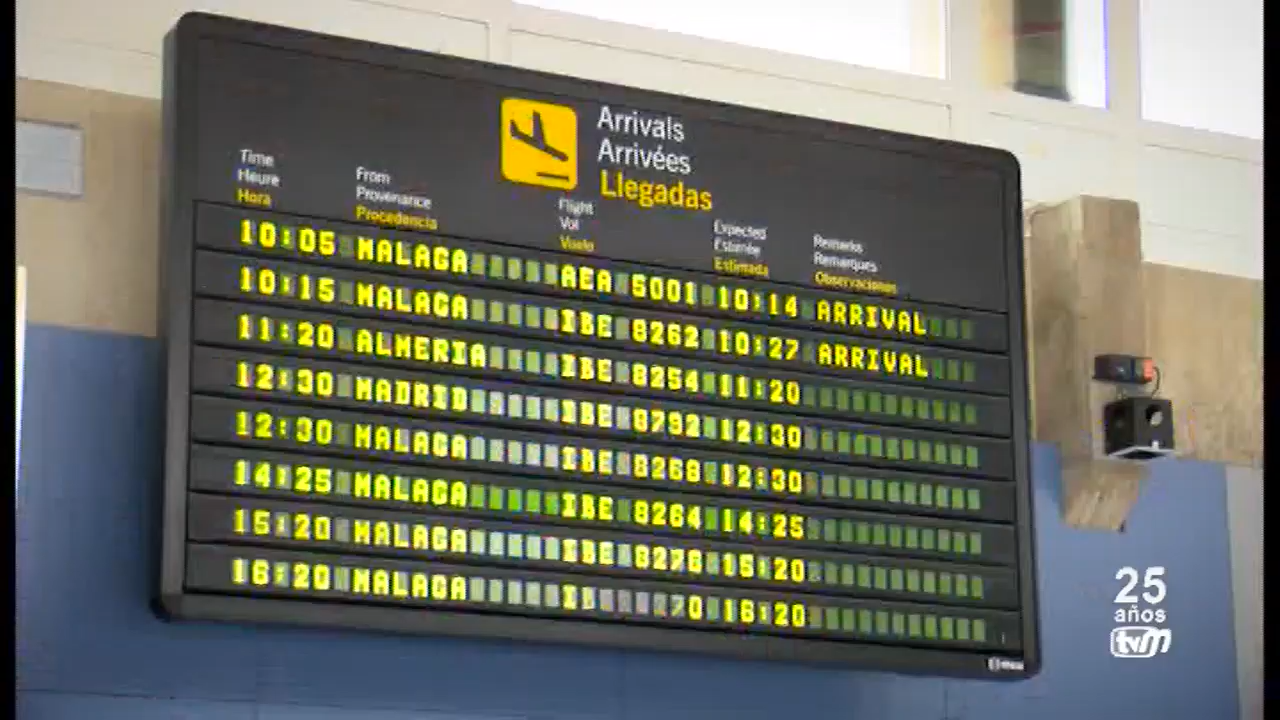 Arrivals
Arrivées
Llegadas
Time
Heure
Hora
From
Provenance
Procedencia
Flight
Vol
Vuelo
Expected
Estimée
Estimada
Remarks
Remarques
Observaciones
10:05 MALAGA AEA 5001 10:14 ARRIVAL
10:15 MALAGA IBE 8262 10:27 ARRIVAL
11:20 ALMERIA IBE 8254 11:20
12:30 MADRID IBE 8792 12:30
12:30 MALAGA IBE 8268 12:30
14:25 MALAGA IBE 8264 14:25
15:20 MALAGA IBE 8276 15:20
16:20 MALAGA 16:20
25
años
tvm